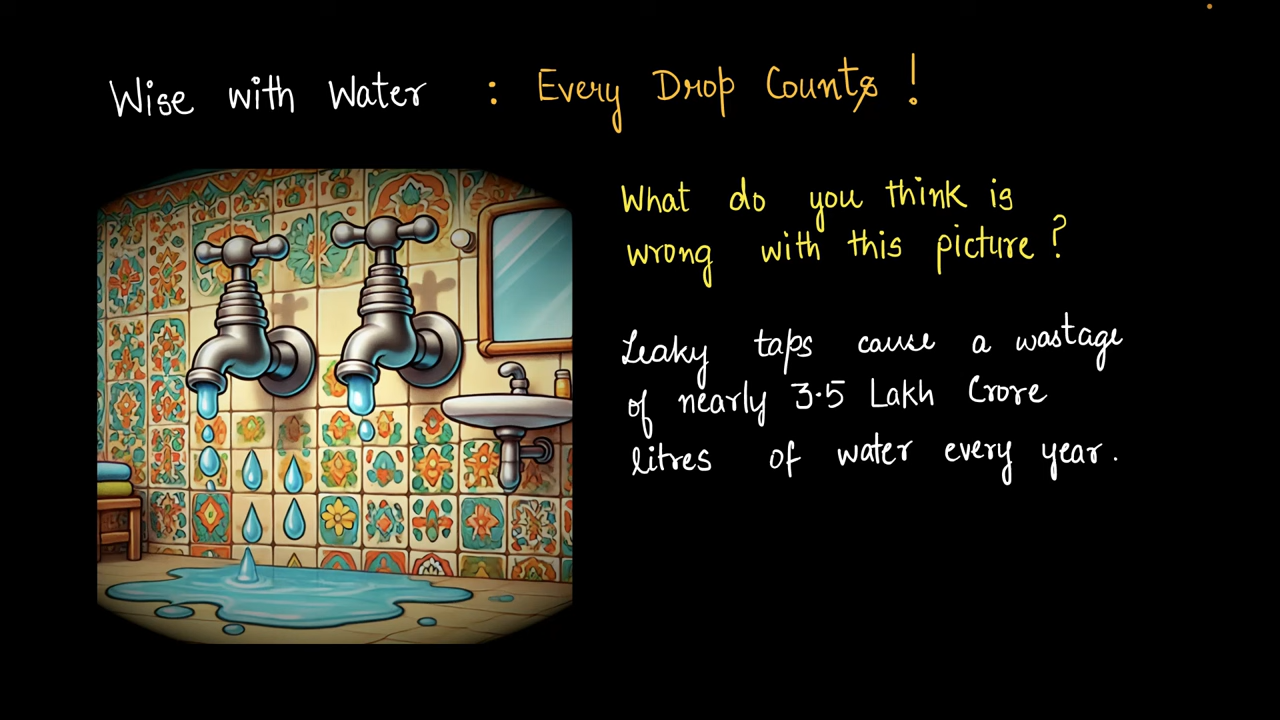 Wise with Water : Every Drop Counts !
What do you think is
wrong with this picture ?
Leaky taps cause a wastage
of nearly 3.5 Lakh Crore
litres of water every year.